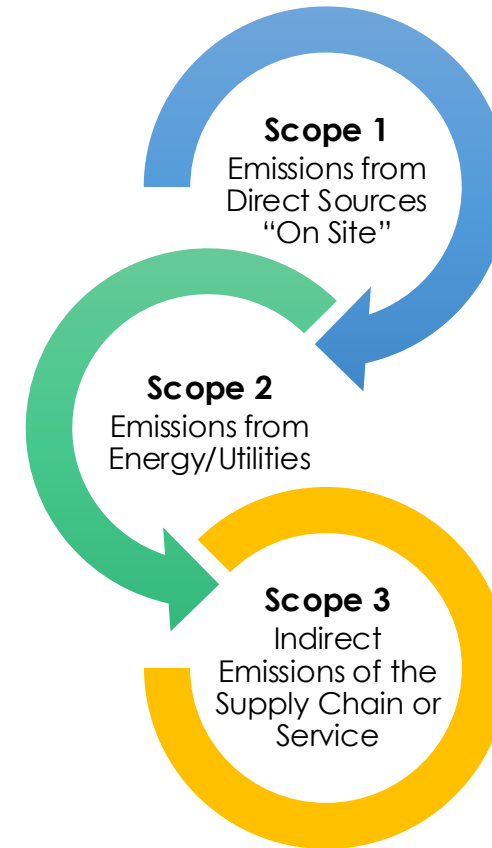 Scope 1
Emissions from
Direct Sources
“On Site”
Scope 2
Emissions from
Energy/Utilities
Scope 3
Indirect
Emissions of the
Supply Chain or
Service